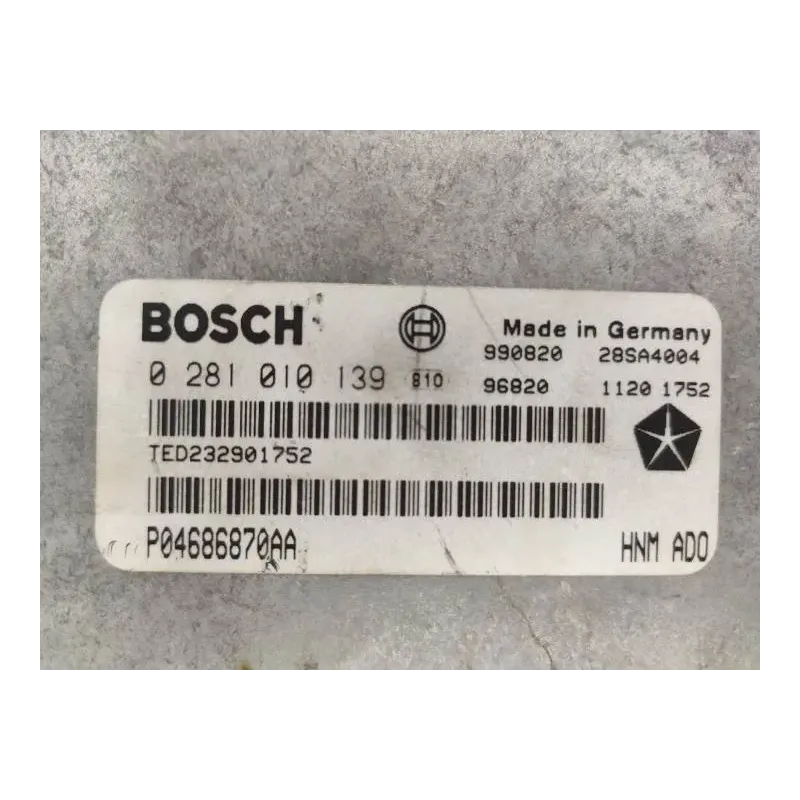 BOSCH Made in Germany
990820 28SA4004
0 281 010 139 810 96820 1120 1752
TED232901752
P04686870AA HNM ADO